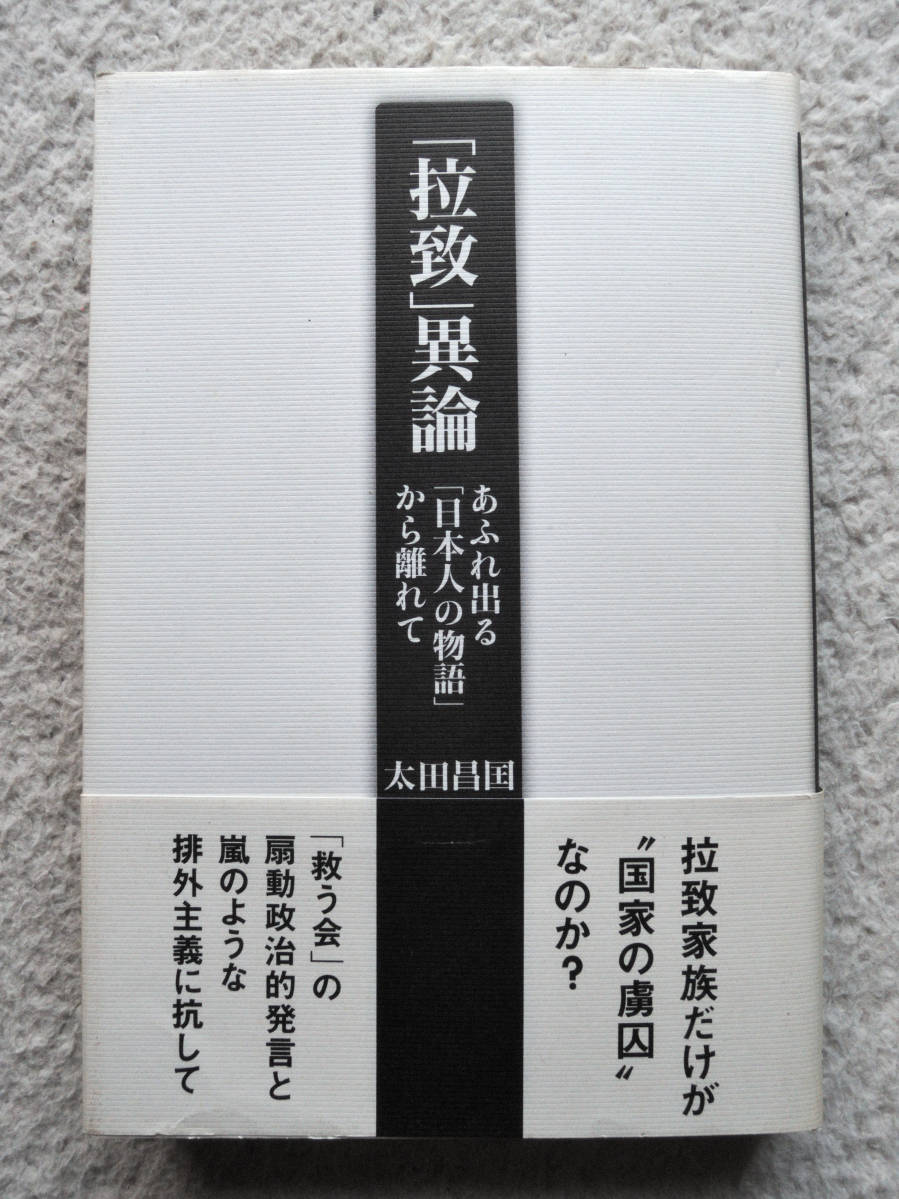 「拉致」異論
あふれ出る
「日本人の物語」
から離れて
太田昌国
拉致家族だけが
〝国家の虜囚〟
なのか?
「救う会」の
扇動政治的発言と
嵐のような
排外主義に抗して